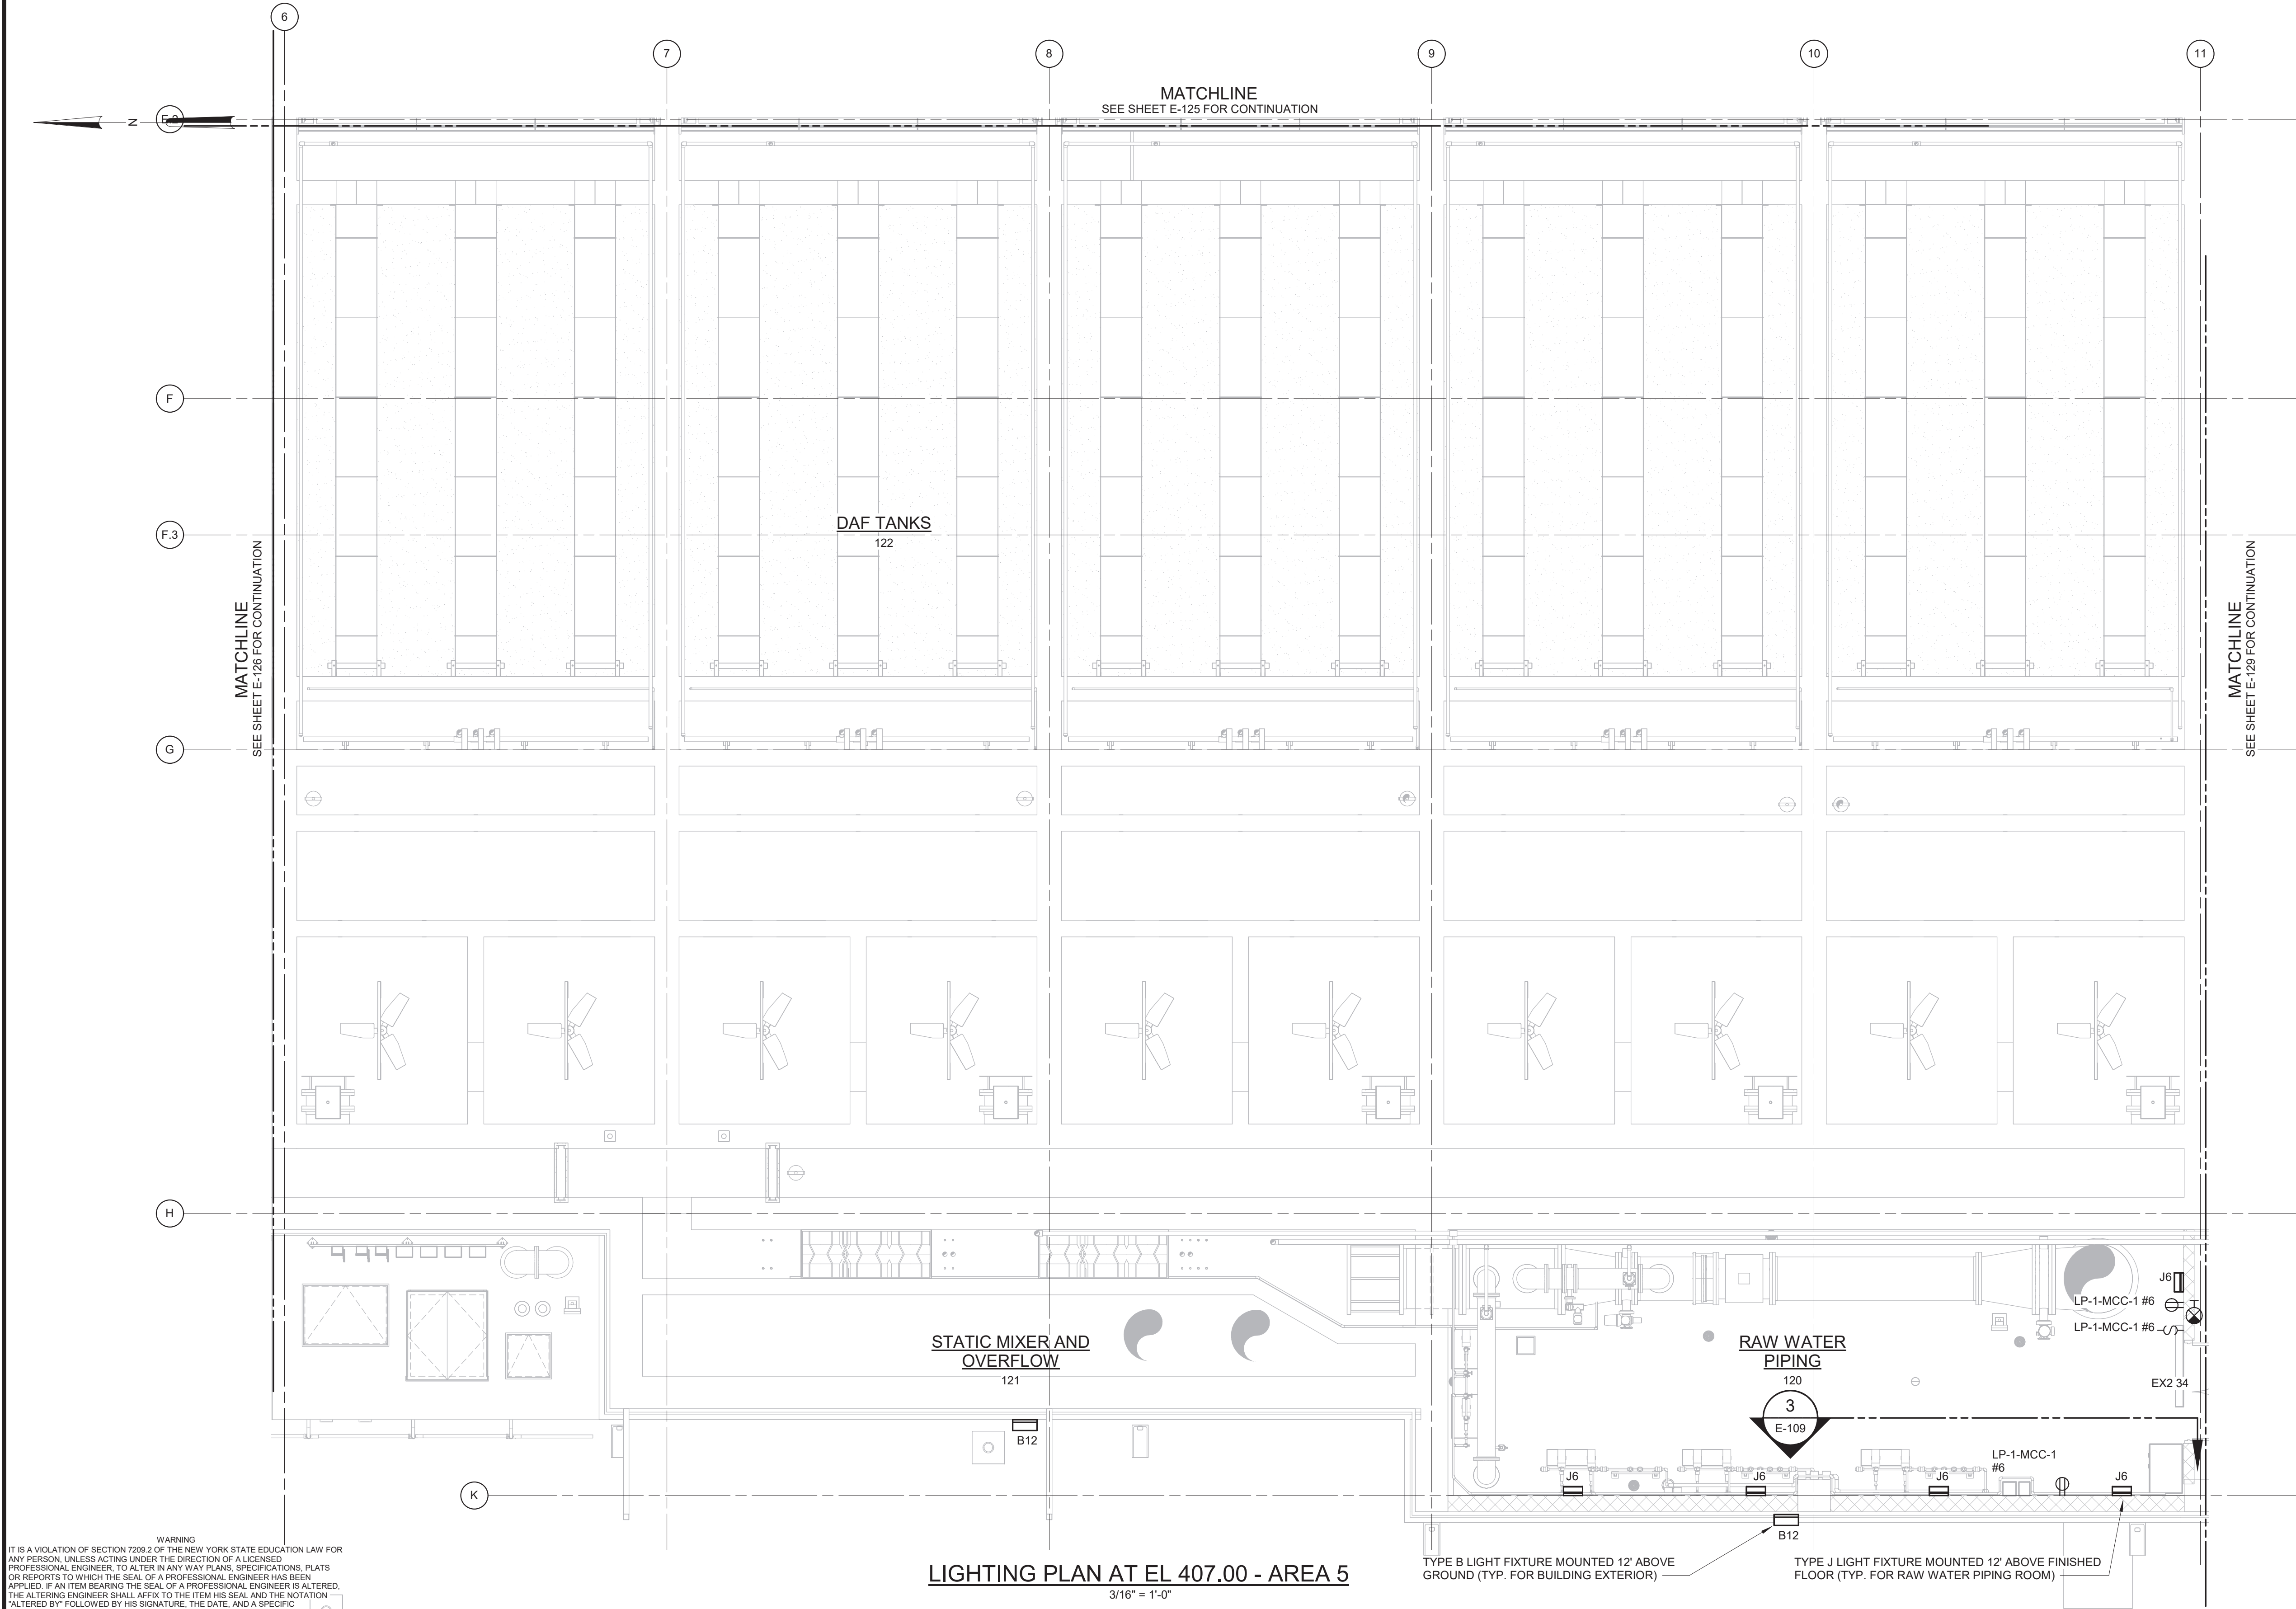 6
7
8
9
10
11
MATCHLINE
SEE SHEET E-125 FOR CONTINUATION
N
E.2
F
F.3
G
H
K
MATCHLINE
SEE SHEET E-126 FOR CONTINUATION
MATCHLINE
SEE SHEET E-129 FOR CONTINUATION
DAF TANKS
122
STATIC MIXER AND
OVERFLOW
121
RAW WATER
PIPING
120
3
E-109
J6
LP-1-MCC-1 #6
LP-1-MCC-1 #6
EX2 34
LP-1-MCC-1
#6
J6
J6
J6
J6
B12
B12
TYPE B LIGHT FIXTURE MOUNTED 12' ABOVE
GROUND (TYP. FOR BUILDING EXTERIOR)
TYPE J LIGHT FIXTURE MOUNTED 12' ABOVE FINISHED
FLOOR (TYP. FOR RAW WATER PIPING ROOM)
LIGHTING PLAN AT EL 407.00 - AREA 5
3/16" = 1'-0"
WARNING
IT IS A VIOLATION OF SECTION 7209.2 OF THE NEW YORK STATE EDUCATION LAW FOR
ANY PERSON, UNLESS ACTING UNDER THE DIRECTION OF A LICENSED
PROFESSIONAL ENGINEER, TO ALTER IN ANY WAY PLANS, SPECIFICATIONS, PLATS
OR REPORTS TO WHICH THE SEAL OF A PROFESSIONAL ENGINEER HAS BEEN
APPLIED. IF AN ITEM BEARING THE SEAL OF A PROFESSIONAL ENGINEER IS ALTERED,
THE ALTERING ENGINEER SHALL AFFIX TO THE ITEM HIS SEAL AND THE NOTATION
"ALTERED BY" FOLLOWED BY HIS SIGNATURE, THE DATE, AND A SPECIFIC